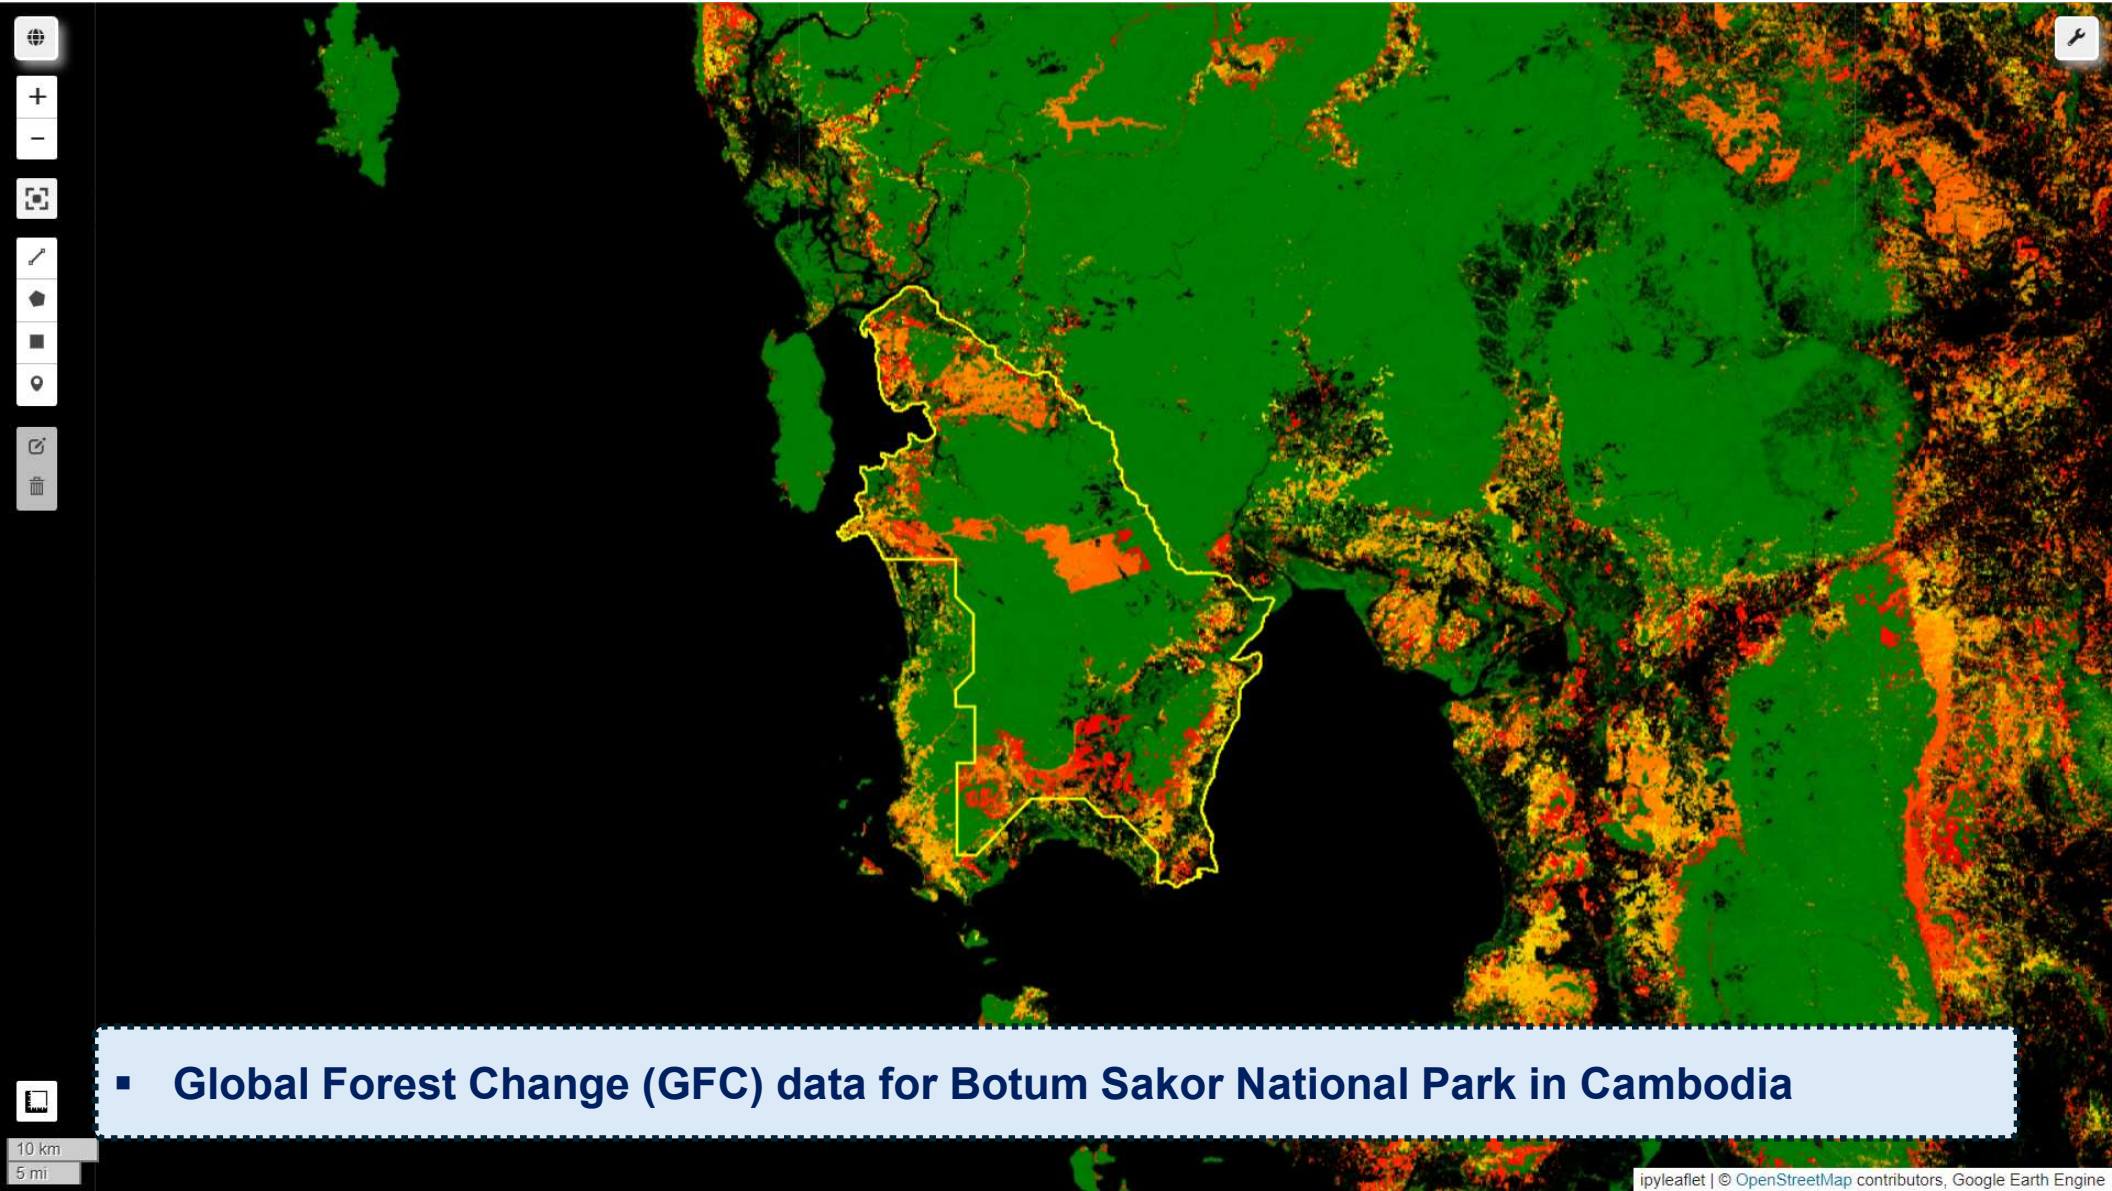 +
−
▪ Global Forest Change (GFC) data for Botum Sakor National Park in Cambodia
10 km
5 mi
ipyleaflet | © OpenStreetMap contributors, Google Earth Engine